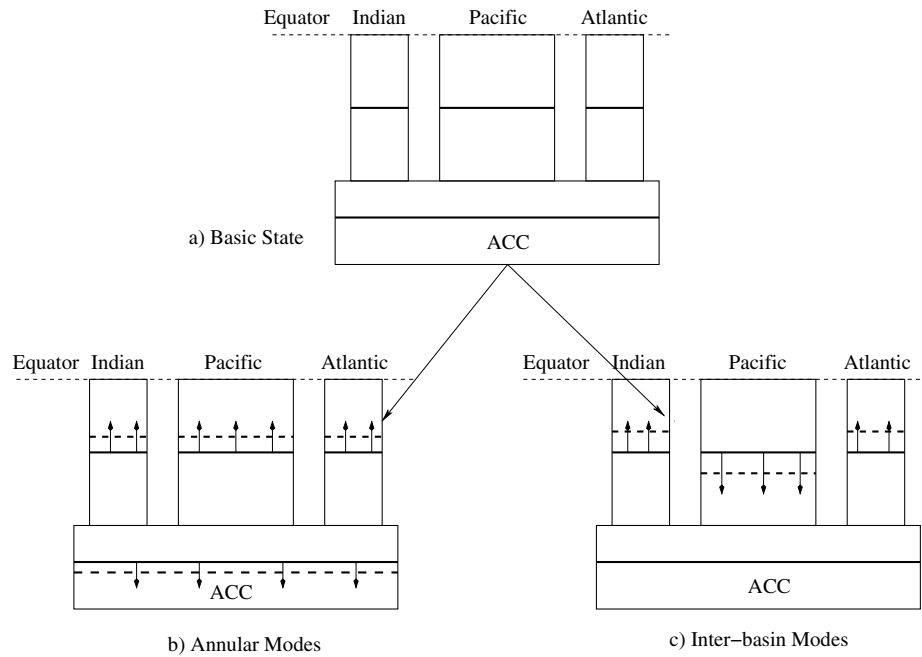 Equator Indian Pacific Atlantic
a) Basic State
ACC
Equator Indian Pacific Atlantic
ACC
b) Annular Modes
Equator Indian Pacific Atlantic
ACC
c) Inter−basin Modes